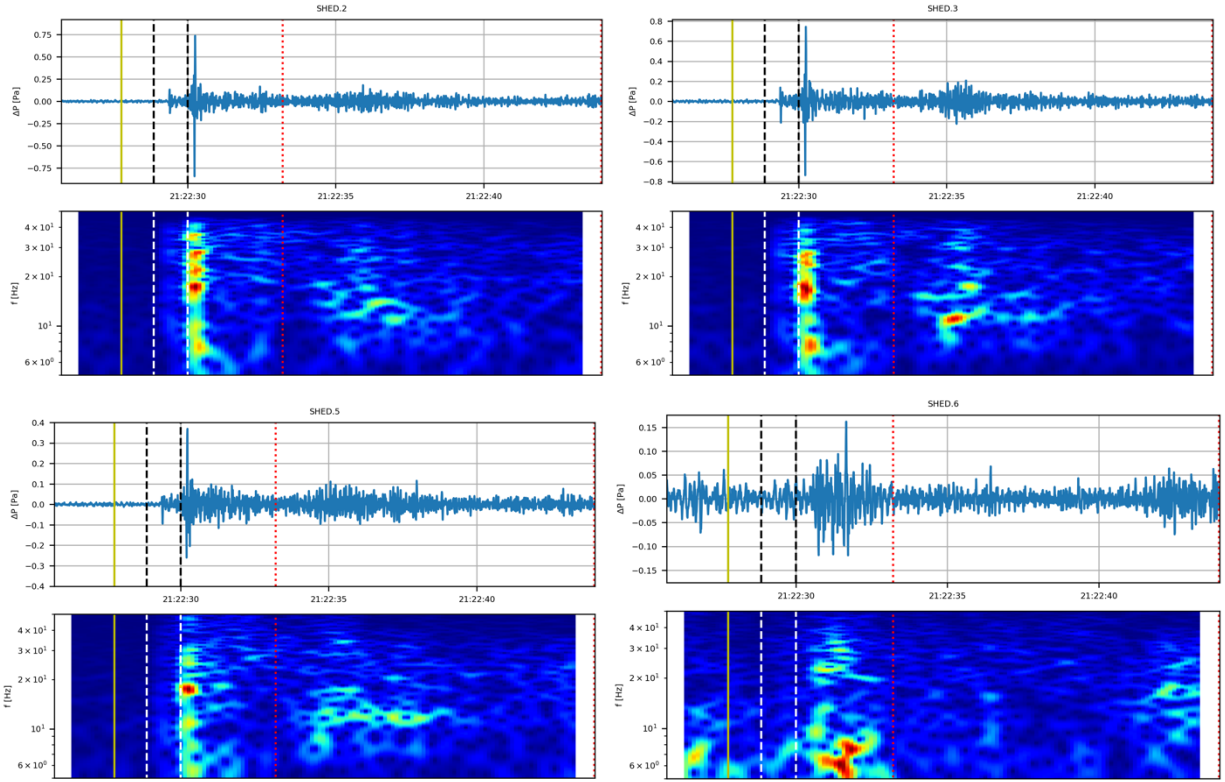 SHED.2
ΔP [Pa]
0.75
0.50
0.25
0.00
−0.25
−0.50
−0.75
21:22:30 21:22:35 21:22:40
f [Hz]
4 × 10¹
3 × 10¹
2 × 10¹
10¹
6 × 10⁰
SHED.3
ΔP [Pa]
0.8
0.6
0.4
0.2
0.0
−0.2
−0.4
−0.6
−0.8
21:22:30 21:22:35 21:22:40
f [Hz]
4 × 10¹
3 × 10¹
2 × 10¹
10¹
6 × 10⁰
SHED.5
ΔP [Pa]
0.4
0.3
0.2
0.1
0.0
−0.1
−0.2
−0.3
−0.4
21:22:30 21:22:35 21:22:40
f [Hz]
4 × 10¹
3 × 10¹
2 × 10¹
10¹
6 × 10⁰
SHED.6
ΔP [Pa]
0.15
0.10
0.05
0.00
−0.05
−0.10
−0.15
21:22:30 21:22:35 21:22:40
f [Hz]
4 × 10¹
3 × 10¹
2 × 10¹
10¹
6 × 10⁰